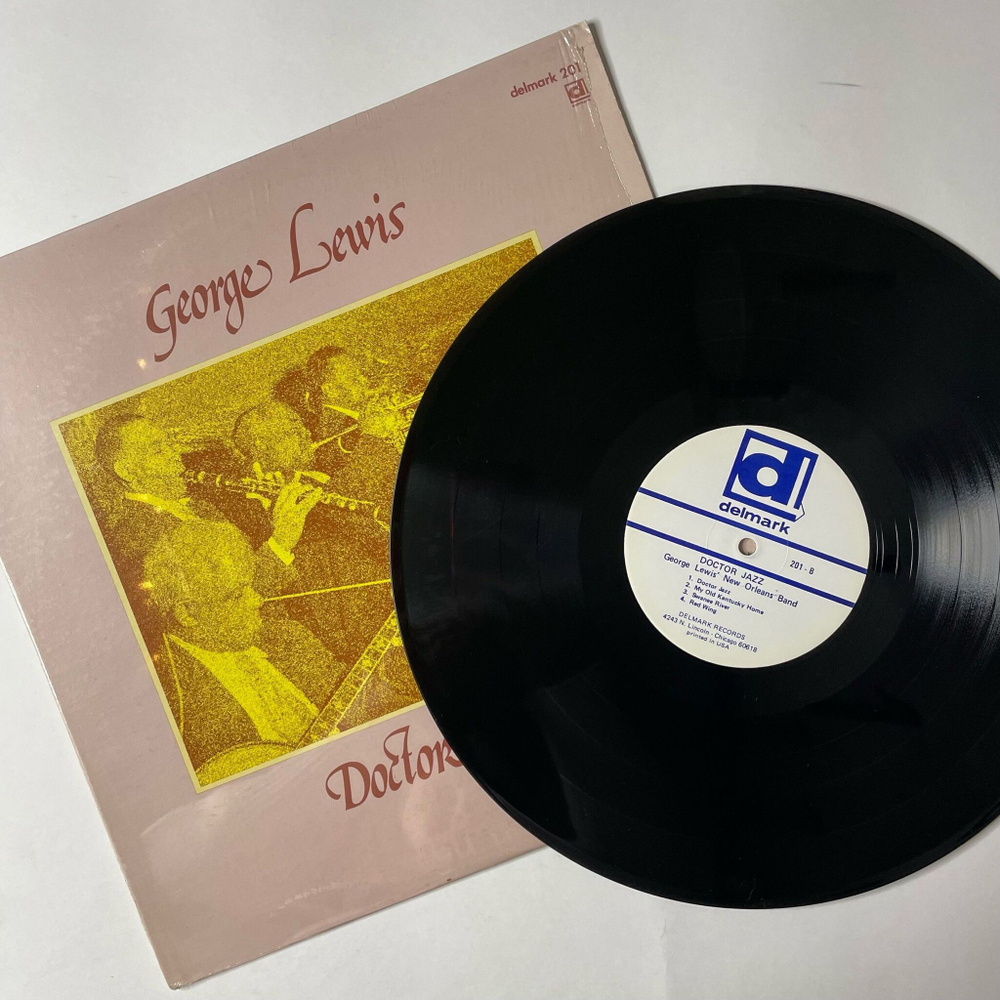 delmark 201
d
George Lewis
Doctor
d
delmark
201 - B
DOCTOR JAZZ
George Lewis' New Orleans Band
1. Doctor Jazz
2. My Old Kentucky Home
3. Swanee River
4. Red Wing
DELMARK RECORDS
4243 N. Lincoln - Chicago 60618
printed in USA